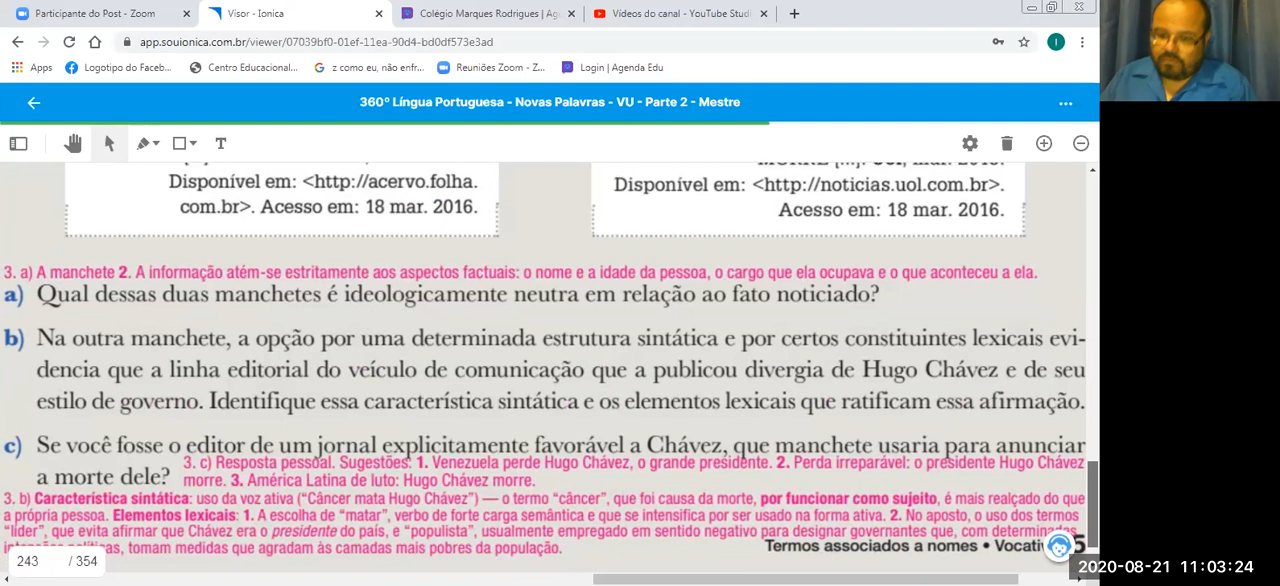 Participante do Post - Zoom
Visor - Ionica
Colégio Marques Rodrigues | Ag
Vídeos do canal - YouTube Studi
app.souionica.com.br/viewer/07039bf0-01ef-11ea-90d4-bd0df573e3ad
Apps
Logotipo do Faceb...
Centro Educacional...
z como eu, não enfr...
Reuniões Zoom - Z...
Login | Agenda Edu
360° Língua Portuguesa - Novas Palavras - VU - Parte 2 - Mestre
Disponível em: <http://acervo.folha.
com.br>. Acesso em: 18 mar. 2016.
Disponível em: <http://noticias.uol.com.br>.
Acesso em: 18 mar. 2016.
3. a) A manchete 2. A informação atém-se estritamente aos aspectos factuais: o nome e a idade da pessoa, o cargo que ela ocupava e o que aconteceu a ela.
a) Qual dessas duas manchetes é ideologicamente neutra em relação ao fato noticiado?
b) Na outra manchete, a opção por uma determinada estrutura sintática e por certos constituintes lexicais evi-
dencia que a linha editorial do veículo de comunicação que a publicou divergia de Hugo Chávez e de seu
estilo de governo. Identifique essa característica sintática e os elementos lexicais que ratificam essa afirmação.
c) Se você fosse o editor de um jornal explicitamente favorável a Chávez, que manchete usaria para anunciar
a morte dele?
3. c) Resposta pessoal. Sugestões: 1. Venezuela perde Hugo Chávez, o grande presidente. 2. Perda irreparável: o presidente Hugo Chávez
morre. 3. América Latina de luto: Hugo Chávez morre.
3. b) Característica sintática: uso da voz ativa (“Câncer mata Hugo Chávez”) — o termo “câncer”, que foi causa da morte, por funcionar como sujeito, é mais realçado do que
a própria pessoa. Elementos lexicais: 1. A escolha de “matar”, verbo de forte carga semântica e que se intensifica por ser usado na forma ativa. 2. No aposto, o uso dos termos
“líder”, que evita afirmar que Chávez era o presidente do país, e “populista”, usualmente empregado em sentido negativo para designar governantes que, com determinadas
tomam medidas que agradam às camadas mais pobres da população.
Termos associados a nomes • Vocati
5
243 / 354
2020-08-21 11:03:24